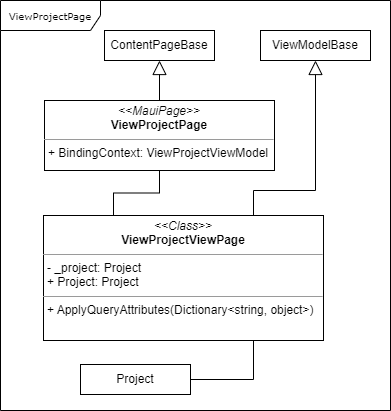 ViewProjectPage
ContentPageBase
ViewModelBase
<<MauiPage>>
ViewProjectPage
+ BindingContext: ViewProjectViewModel
<<Class>>
ViewProjectViewPage
- _project: Project
+ Project: Project
+ ApplyQueryAttributes(Dictionary<string, object>)
Project